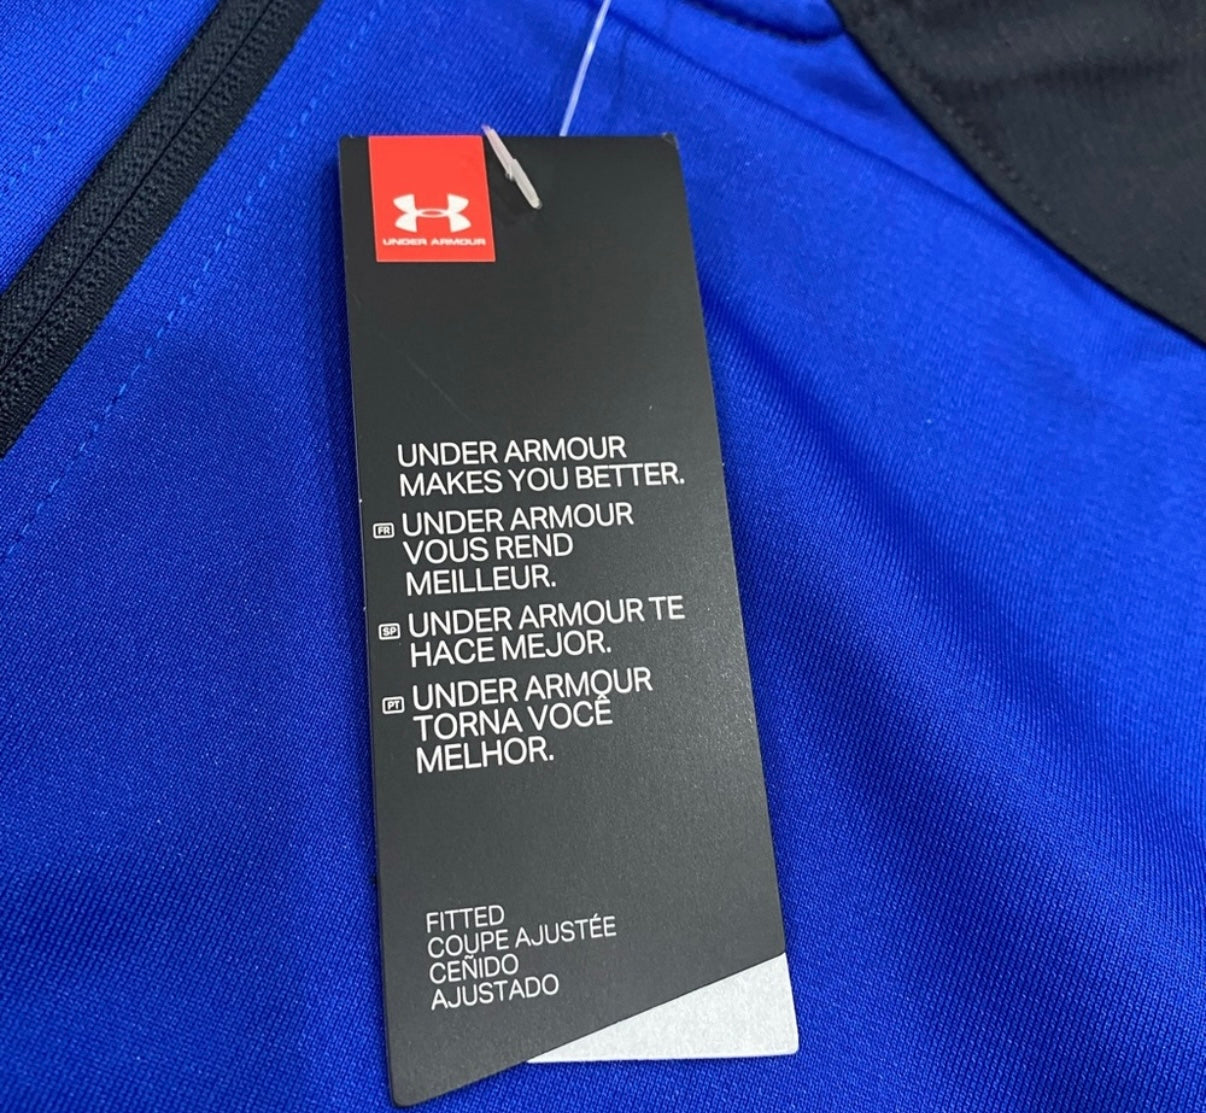 UNDER ARMOUR
UNDER ARMOUR
MAKES YOU BETTER.
FR UNDER ARMOUR
VOUS REND
MEILLEUR.
SP UNDER ARMOUR TE
HACE MEJOR.
PT UNDER ARMOUR
TORNA VOCÊ
MELHOR.
FITTED
COUPE AJUSTÉE
CEÑIDO
AJUSTADO